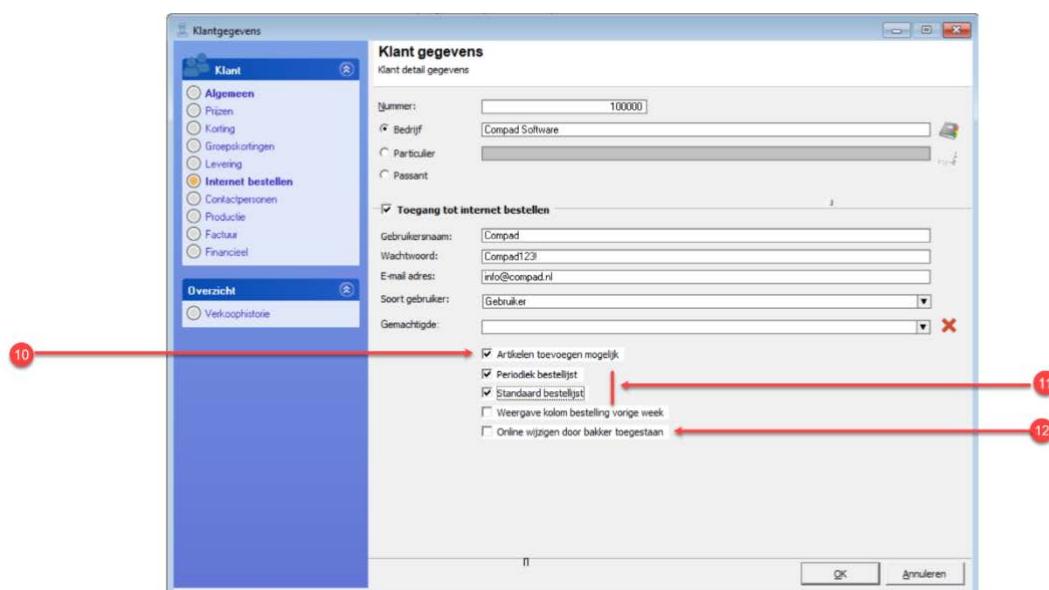 Klantgegevens
Klant
Algemeen
Prijzen
Korting
Groepskortingen
Levering
Internet bestellen
Contactpersonen
Productie
Factuur
Financieel
Overzicht
Verkoophistorie
Klant gegevens
Klant detail gegevens
Nummer: 100000
Bedrijf Compad Software
Particulier
Passant
Toegang tot internet bestellen
Gebruikersnaam: Compad
Wachtwoord: Compad123!
E-mail adres: info@compad.nl
Soort gebruiker: Gebruiker
Gemachtigde:
10 Artikelen toevoegen mogelijk
Periodiek bestellijst
11
Standaard bestellijst
Weergave kolom bestelling vorige week
Online wijzigen door bakker toegestaan 12
OK Annuleren